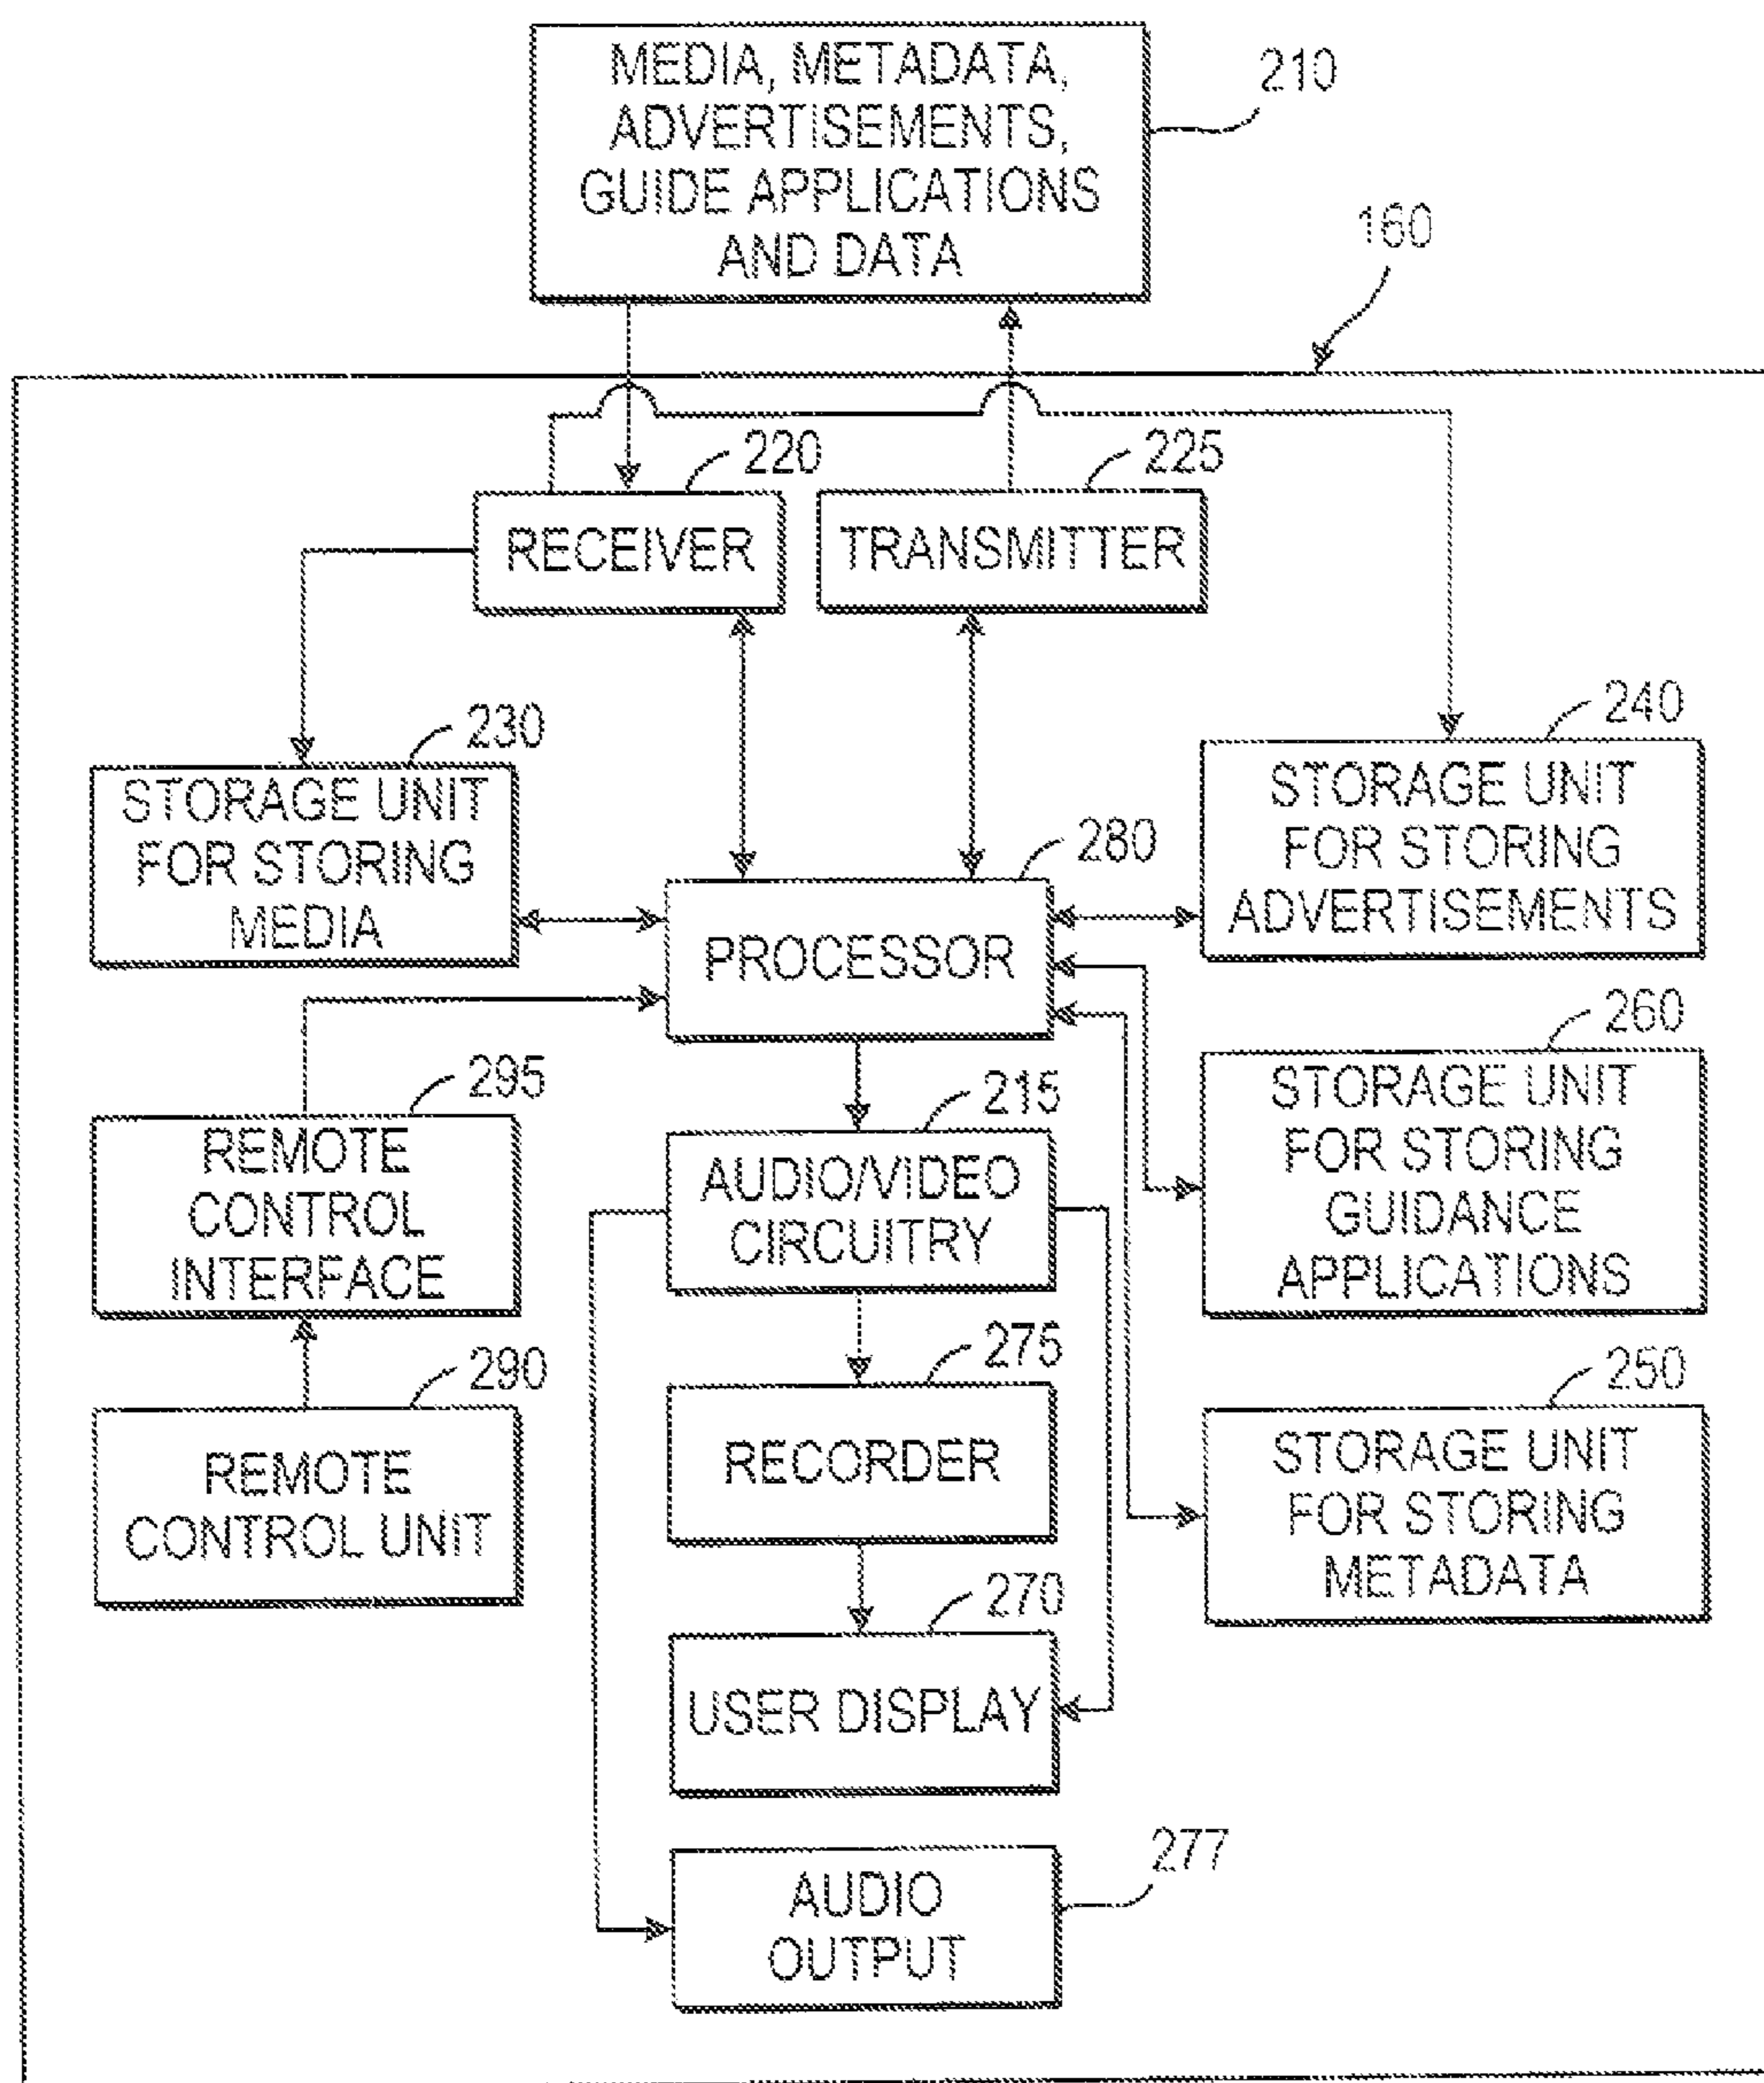 MEDIA, METADATA,
ADVERTISEMENTS,
GUIDE APPLICATIONS
AND DATA
210
160
220
RECEIVER
225
TRANSMITTER
230
STORAGE UNIT
FOR STORING
MEDIA
240
STORAGE UNIT
FOR STORING
ADVERTISEMENTS
280
PROCESSOR
260
STORAGE UNIT
FOR STORING
GUIDANCE
APPLICATIONS
295
REMOTE
CONTROL
INTERFACE
215
AUDIO/VIDEO
CIRCUITRY
290
REMOTE
CONTROL UNIT
275
RECORDER
250
STORAGE UNIT
FOR STORING
METADATA
270
USER DISPLAY
277
AUDIO
OUTPUT